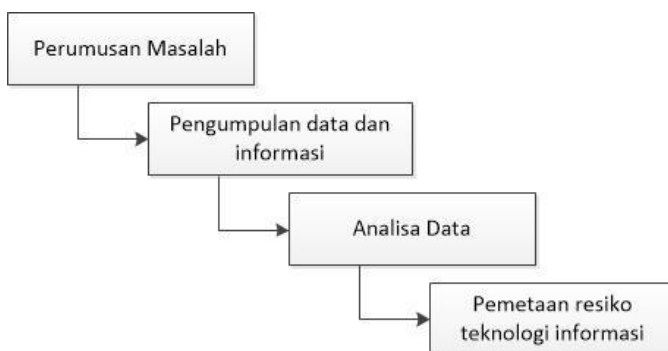 Perumusan Masalah
Pengumpulan data dan
informasi
Analisa Data
Pemetaan resiko
teknologi informasi